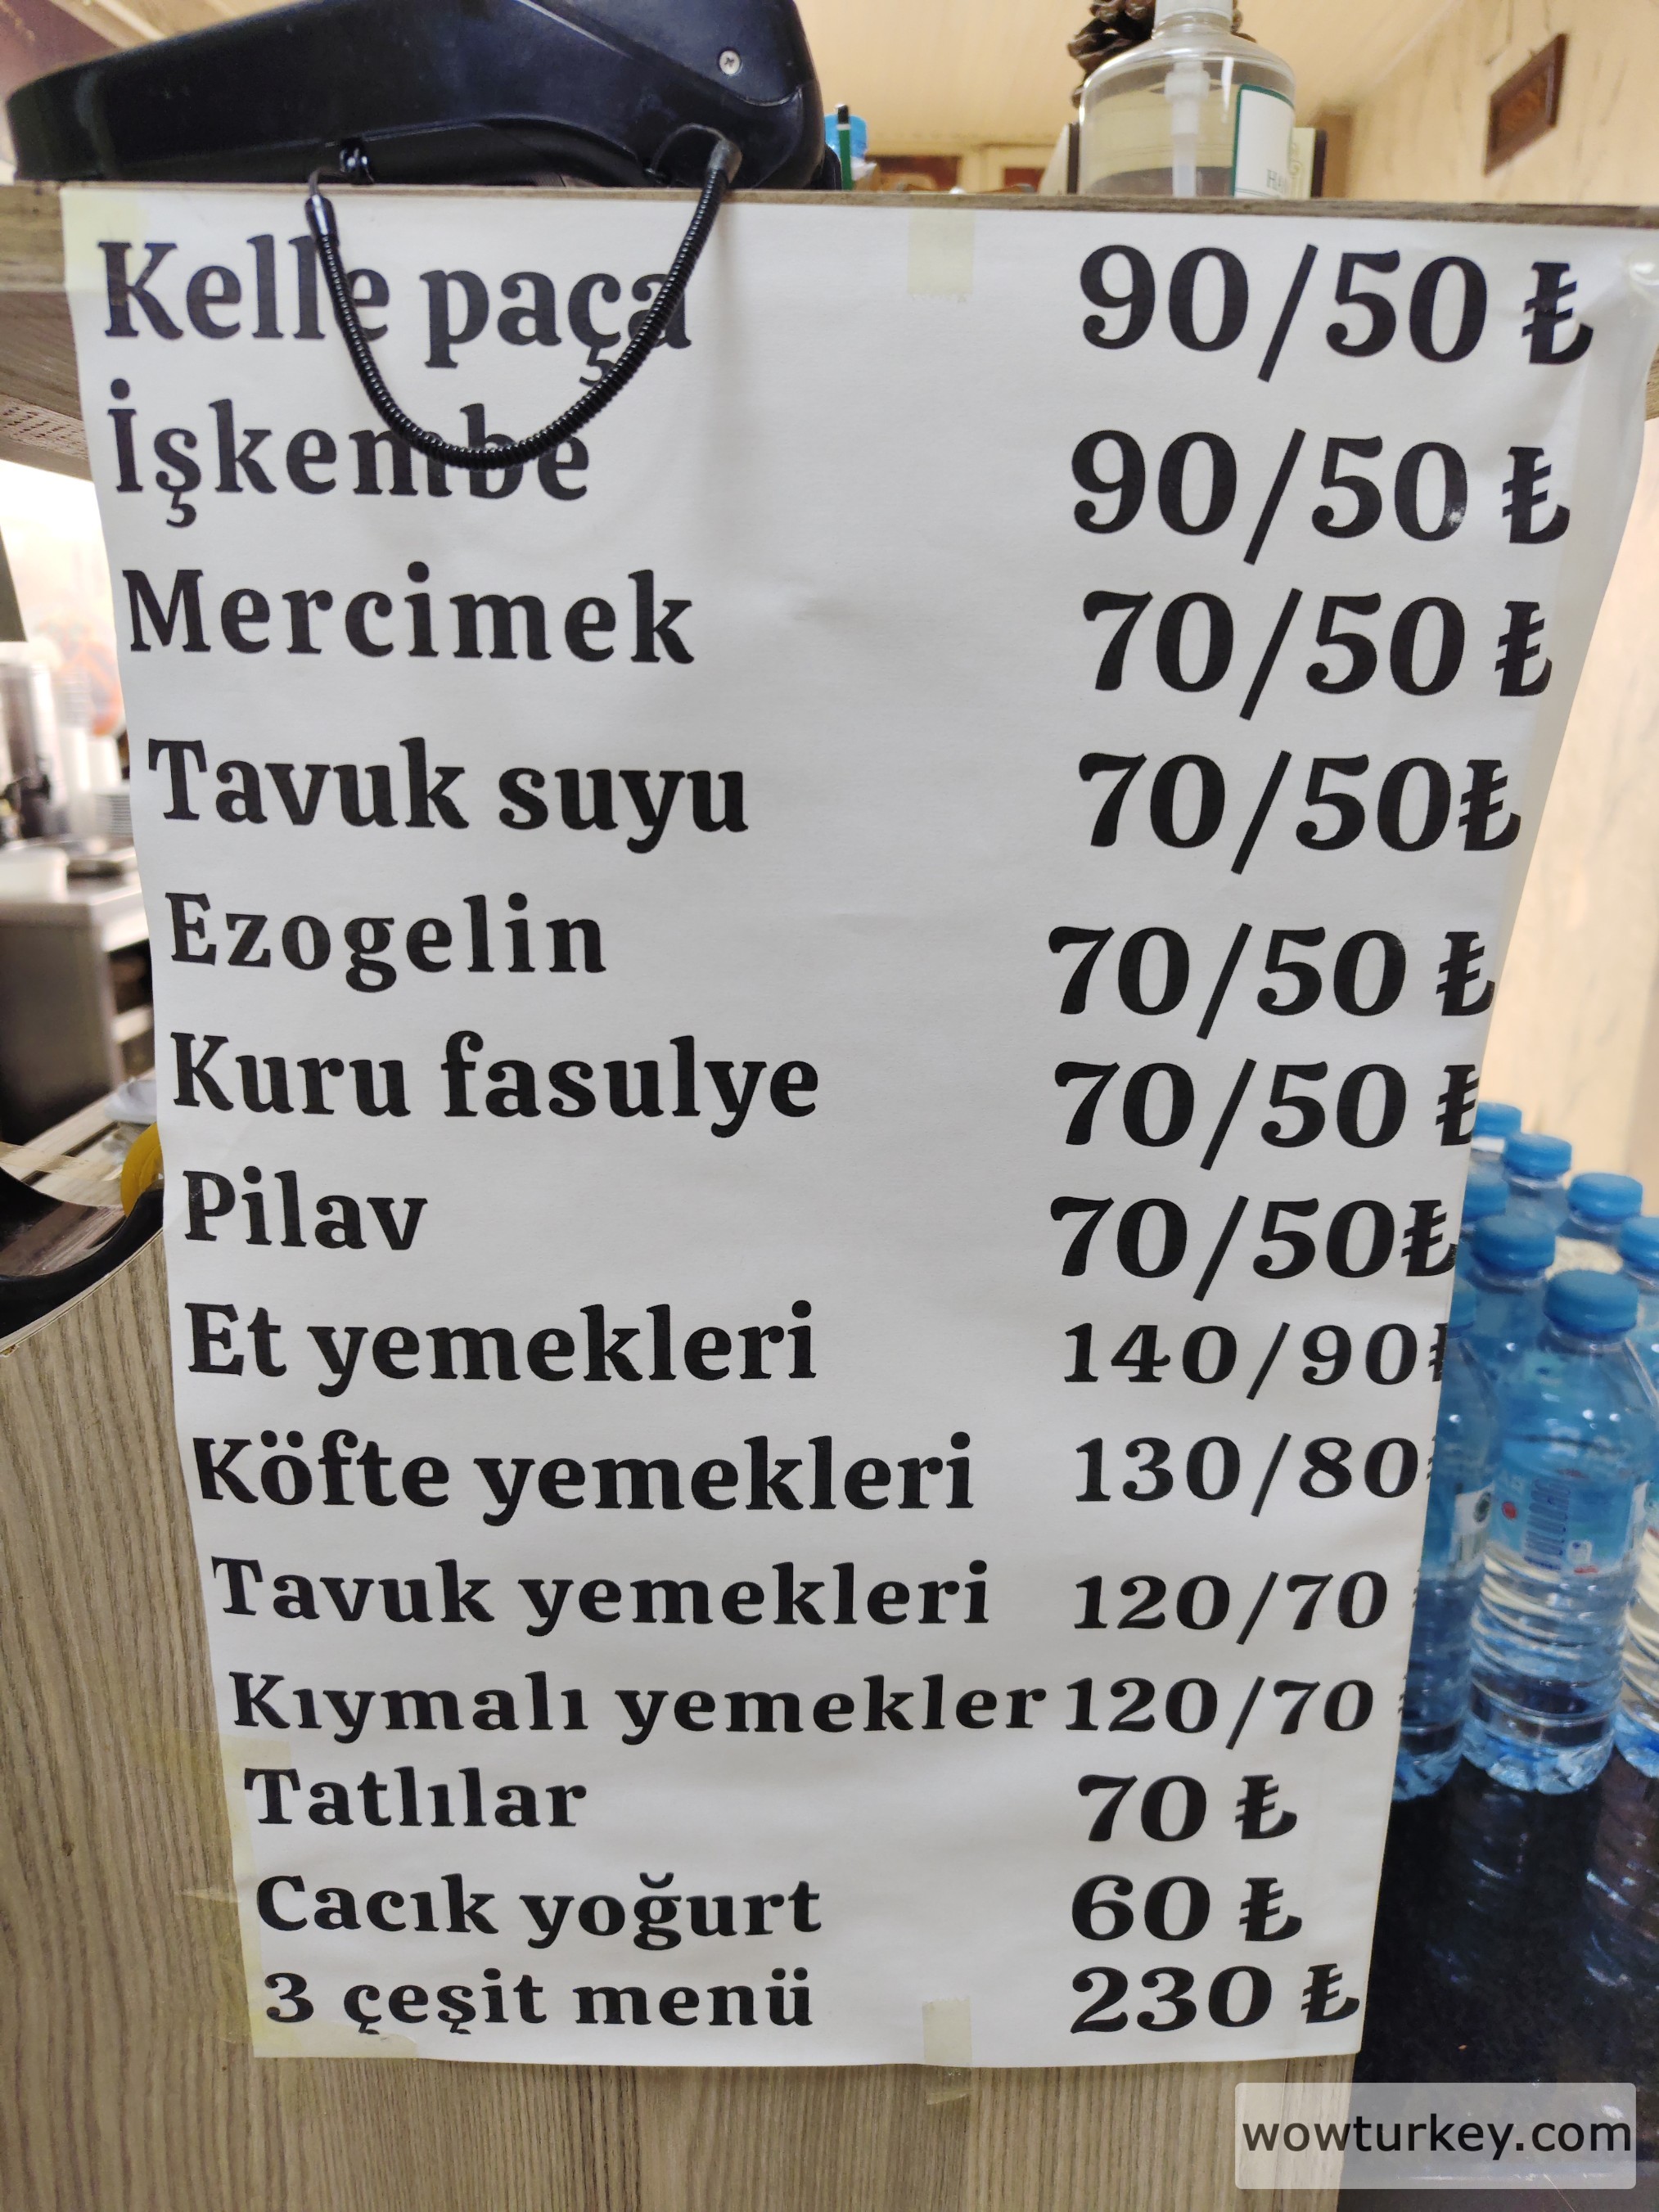 Kelle paça 90/50 ₺
İşkembe 90/50 ₺
Mercimek 70/50 ₺
Tavuk suyu 70/50₺
Ezogelin 70/50 ₺
Kuru fasulye 70/50 ₺
Pilav 70/50₺
Et yemekleri 140/90₺
Köfte yemekleri 130/80
Tavuk yemekleri 120/70
Kıymalı yemekler 120/70
Tatlılar 70 ₺
Cacık yoğurt 60 ₺
3 çeşit menü 230 ₺
wowturkey.com